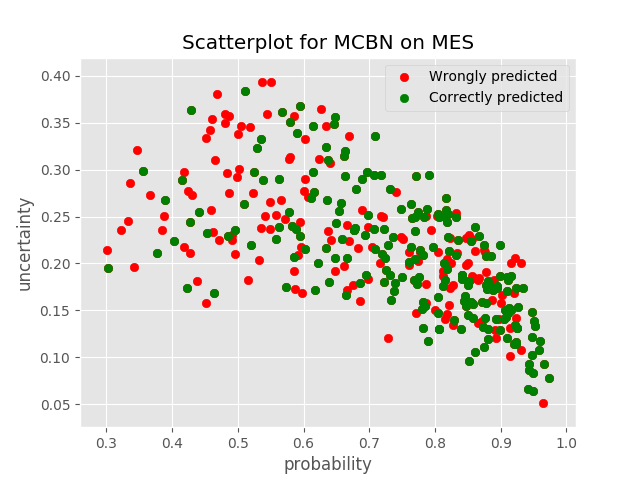 Scatterplot for MCBN on MES
Wrongly predicted
Correctly predicted
uncertainty
0.40
0.35
0.30
0.25
0.20
0.15
0.10
0.05
0.3 0.4 0.5 0.6 0.7 0.8 0.9 1.0
probability